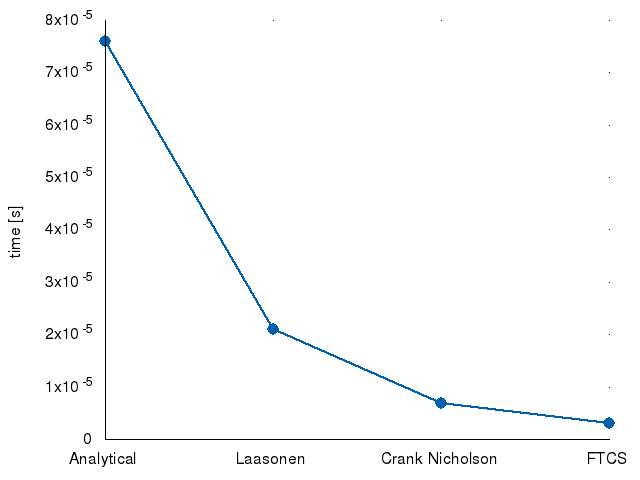 8x10 -5
7x10 -5
6x10 -5
5x10 -5
4x10 -5
3x10 -5
2x10 -5
1x10 -5
0
time [s]
Analytical Laasonen Crank Nicholson FTCS